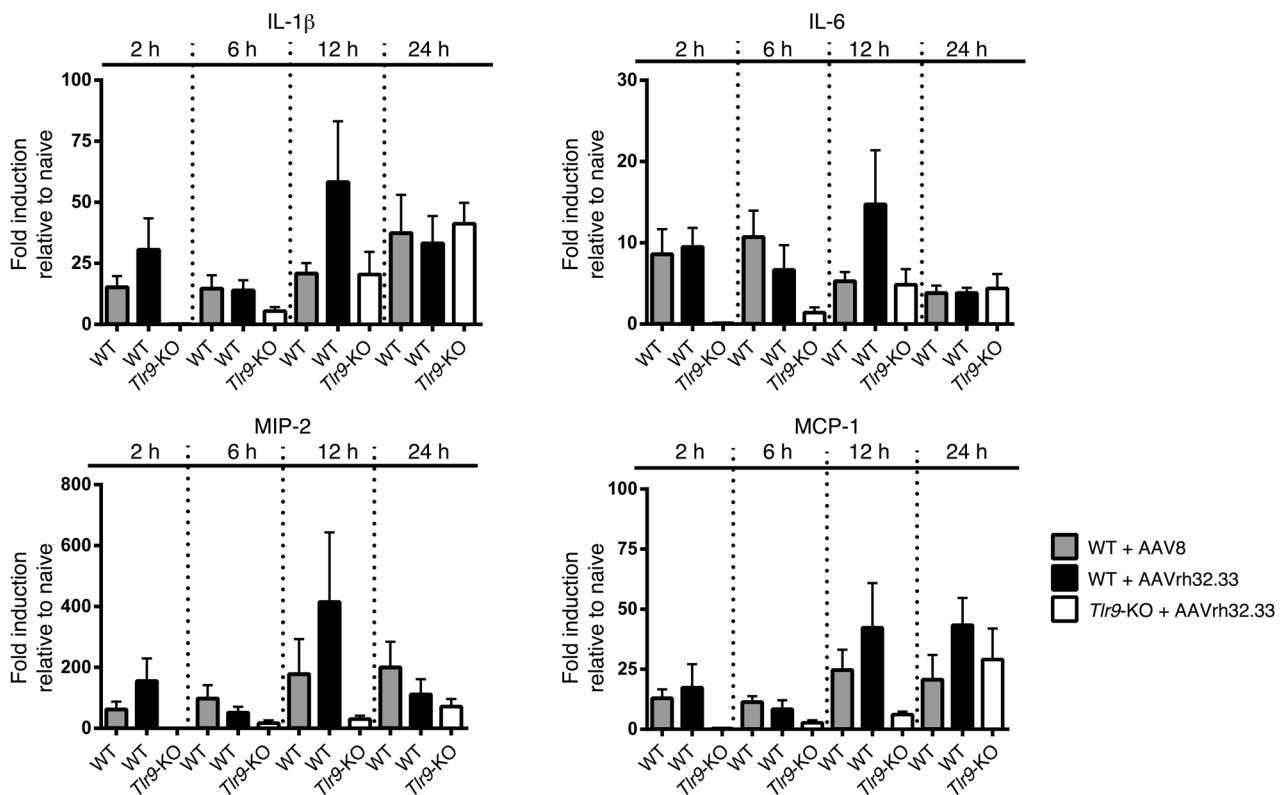 IL-1β
2 h 6 h 12 h 24 h
Fold induction
relative to naive
100
75
50
25
0
WT WT Tlr9-KO WT WT Tlr9-KO WT WT Tlr9-KO WT WT Tlr9-KO
IL-6
2 h 6 h 12 h 24 h
Fold induction
relative to naive
30
20
10
0
WT WT Tlr9-KO WT WT Tlr9-KO WT WT Tlr9-KO WT WT Tlr9-KO
MIP-2
2 h 6 h 12 h 24 h
Fold induction
relative to naive
800
600
400
200
0
WT WT Tlr9-KO WT WT Tlr9-KO WT WT Tlr9-KO WT WT Tlr9-KO
MCP-1
2 h 6 h 12 h 24 h
Fold induction
relative to naive
100
75
50
25
0
WT WT Tlr9-KO WT WT Tlr9-KO WT WT Tlr9-KO WT WT Tlr9-KO
WT + AAV8
WT + AAVrh32.33
Tlr9-KO + AAVrh32.33